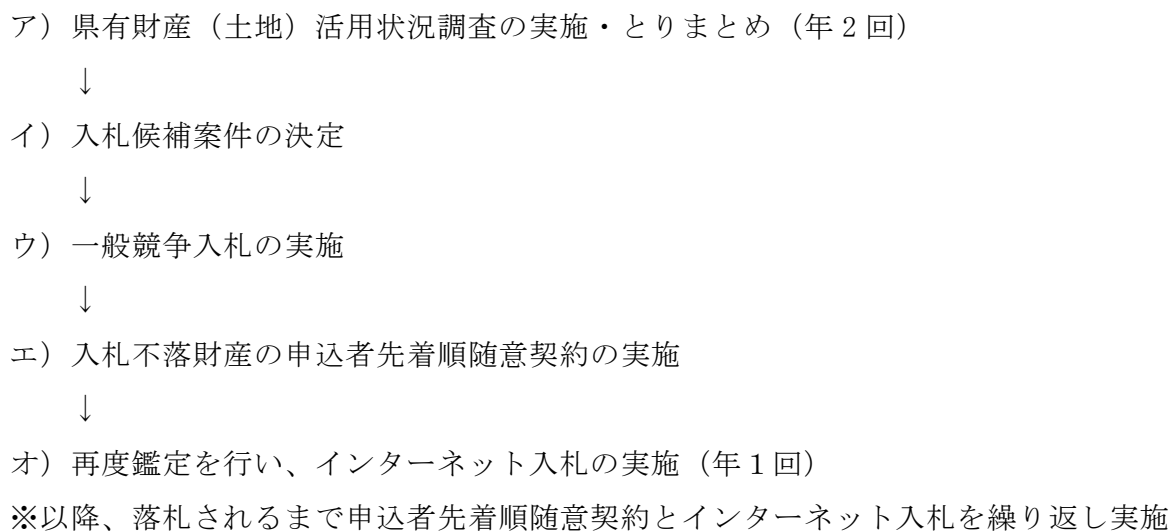 ア）県有財産（土地）活用状況調査の実施・とりまとめ（年２回）
↓
イ）入札候補案件の決定
↓
ウ）一般競争入札の実施
↓
エ）入札不落財産の申込者先着順随意契約の実施
↓
オ）再度鑑定を行い、インターネット入札の実施（年１回）
※以降、落札されるまで申込者先着順随意契約とインターネット入札を繰り返し実施